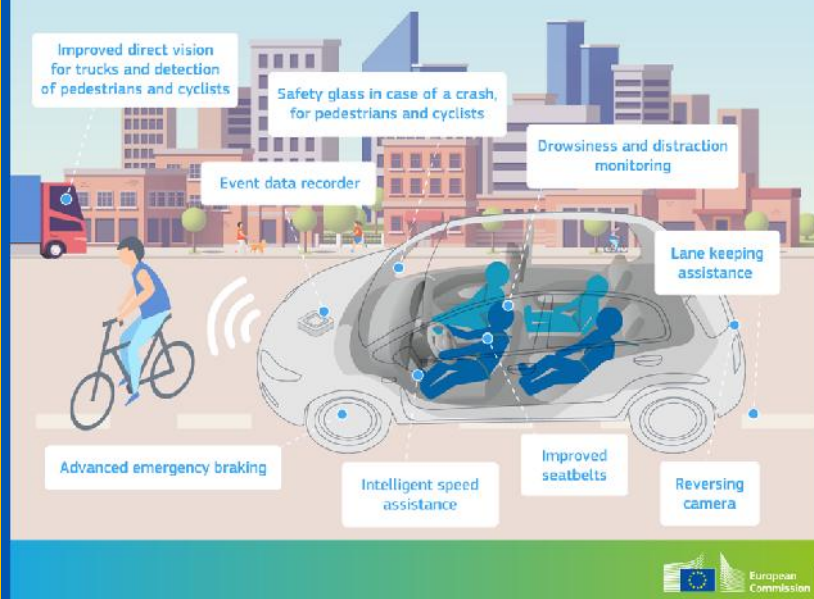 Improved direct vision
for trucks and detection
of pedestrians and cyclists
Safety glass in case of a crash,
for pedestrians and cyclists
Drowsiness and distraction
monitoring
Event data recorder
Lane keeping
assistance
Advanced emergency braking
Intelligent speed
assistance
Improved
seatbelts
Reversing
camera
European
Commission